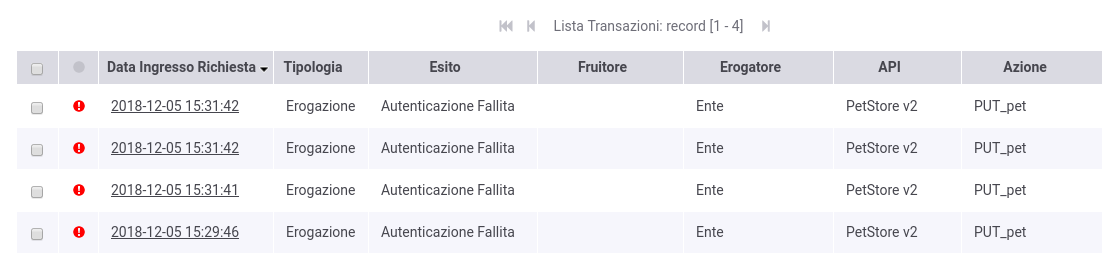 Lista Transazioni: record [1 - 4]
Data Ingresso Richiesta Tipologia Esito Fruitore Erogatore API Azione
2018-12-05 15:31:42 Erogazione Autenticazione Fallita Ente PetStore v2 PUT_pet
2018-12-05 15:31:42 Erogazione Autenticazione Fallita Ente PetStore v2 PUT_pet
2018-12-05 15:31:41 Erogazione Autenticazione Fallita Ente PetStore v2 PUT_pet
2018-12-05 15:29:46 Erogazione Autenticazione Fallita Ente PetStore v2 PUT_pet